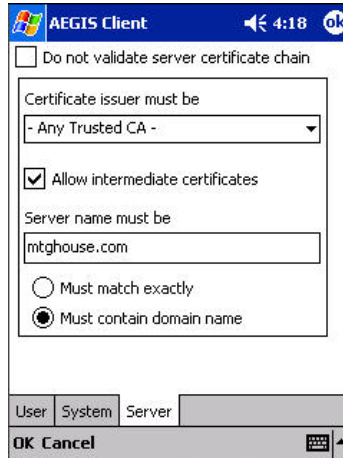 AEGIS Client 4:18 ok
Do not validate server certificate chain
Certificate issuer must be
- Any Trusted CA -
Allow intermediate certificates
Server name must be
mtghouse.com
Must match exactly
Must contain domain name
User System Server
OK Cancel